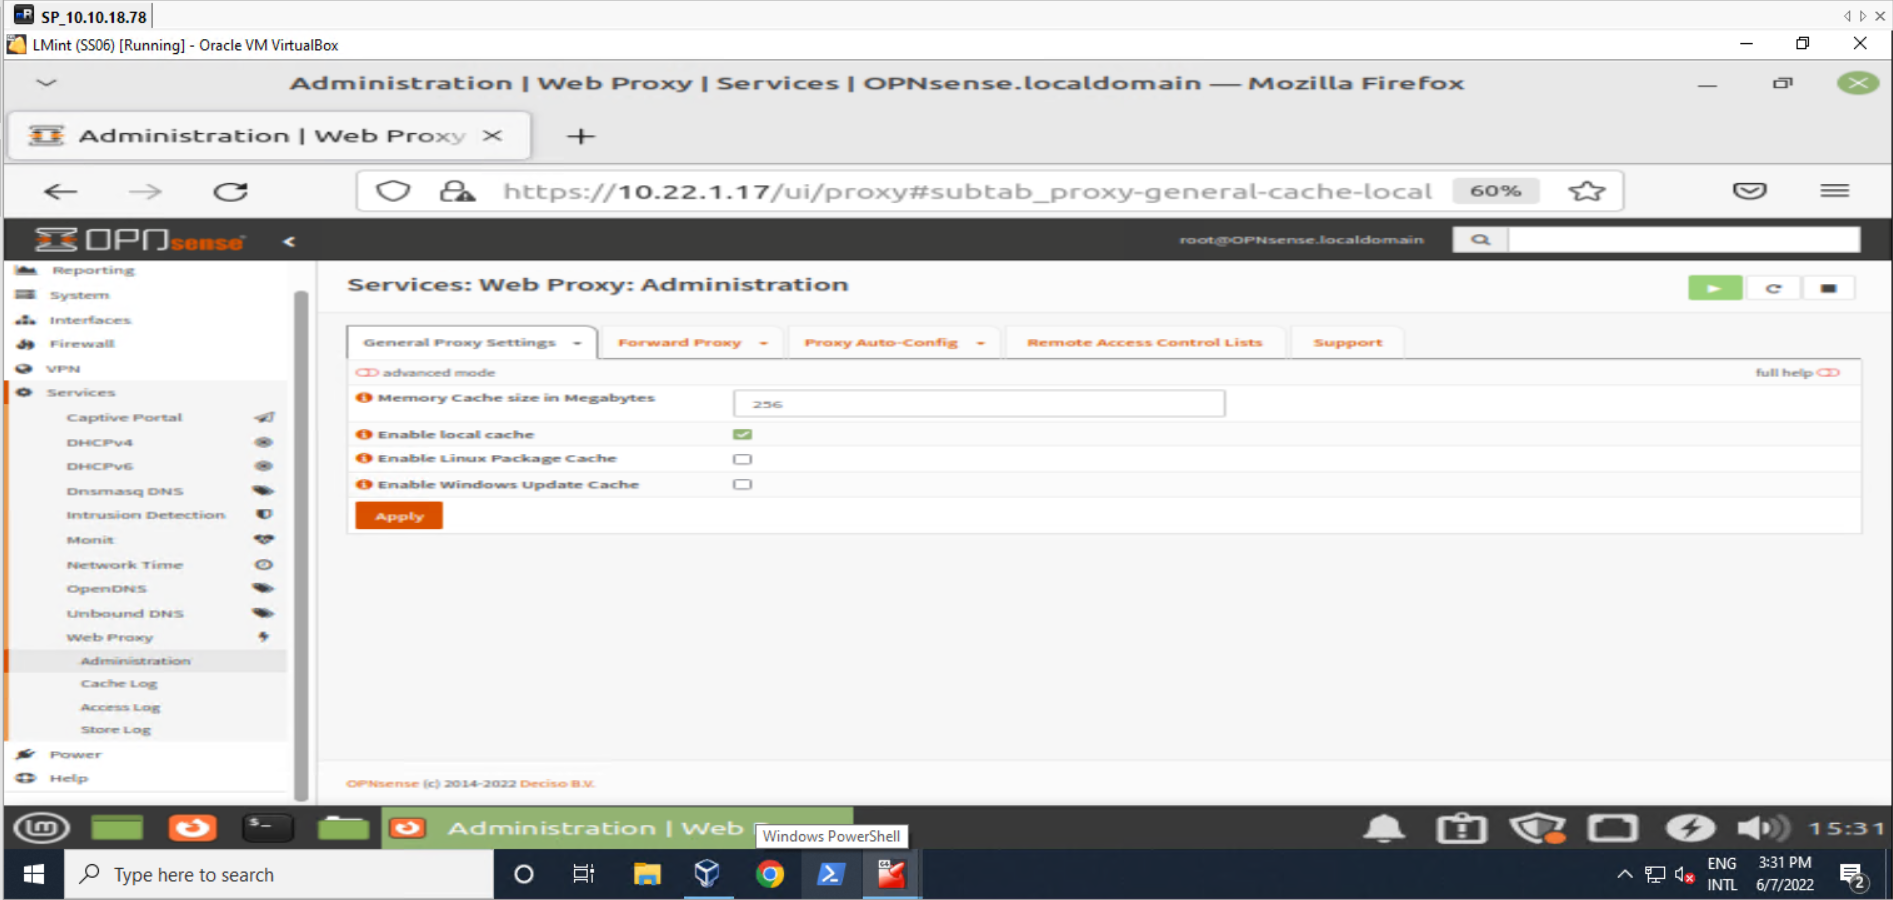 SP_10.10.18.78
LMint (SS06) [Running] - Oracle VM VirtualBox
Administration | Web Proxy | Services | OPNsense.localdomain — Mozilla Firefox
Administration | Web Proxy
https://10.22.1.17/ui/proxy#subtab_proxy-general-cache-local 60%
OPNsense
root@OPNsense.localdomain
Reporting
System
Interfaces
Firewall
VPN
Services
Captive Portal
DHCPv4
DHCPv6
Dnsmasq DNS
Intrusion Detection
Monit
Network Time
OpenDNS
Unbound DNS
Web Proxy
Administration
Cache Log
Access Log
Store Log
Power
Help
Services: Web Proxy: Administration
General Proxy Settings Forward Proxy Proxy Auto-Config Remote Access Control Lists Support
advanced mode full help
Memory Cache size in Megabytes 256
Enable local cache
Enable Linux Package Cache
Enable Windows Update Cache
Apply
OPNsense (c) 2014-2022 Deciso B.V.
Administration | Web
15:31
Windows PowerShell
Type here to search
ENG
INTL
3:31 PM
6/7/2022
2